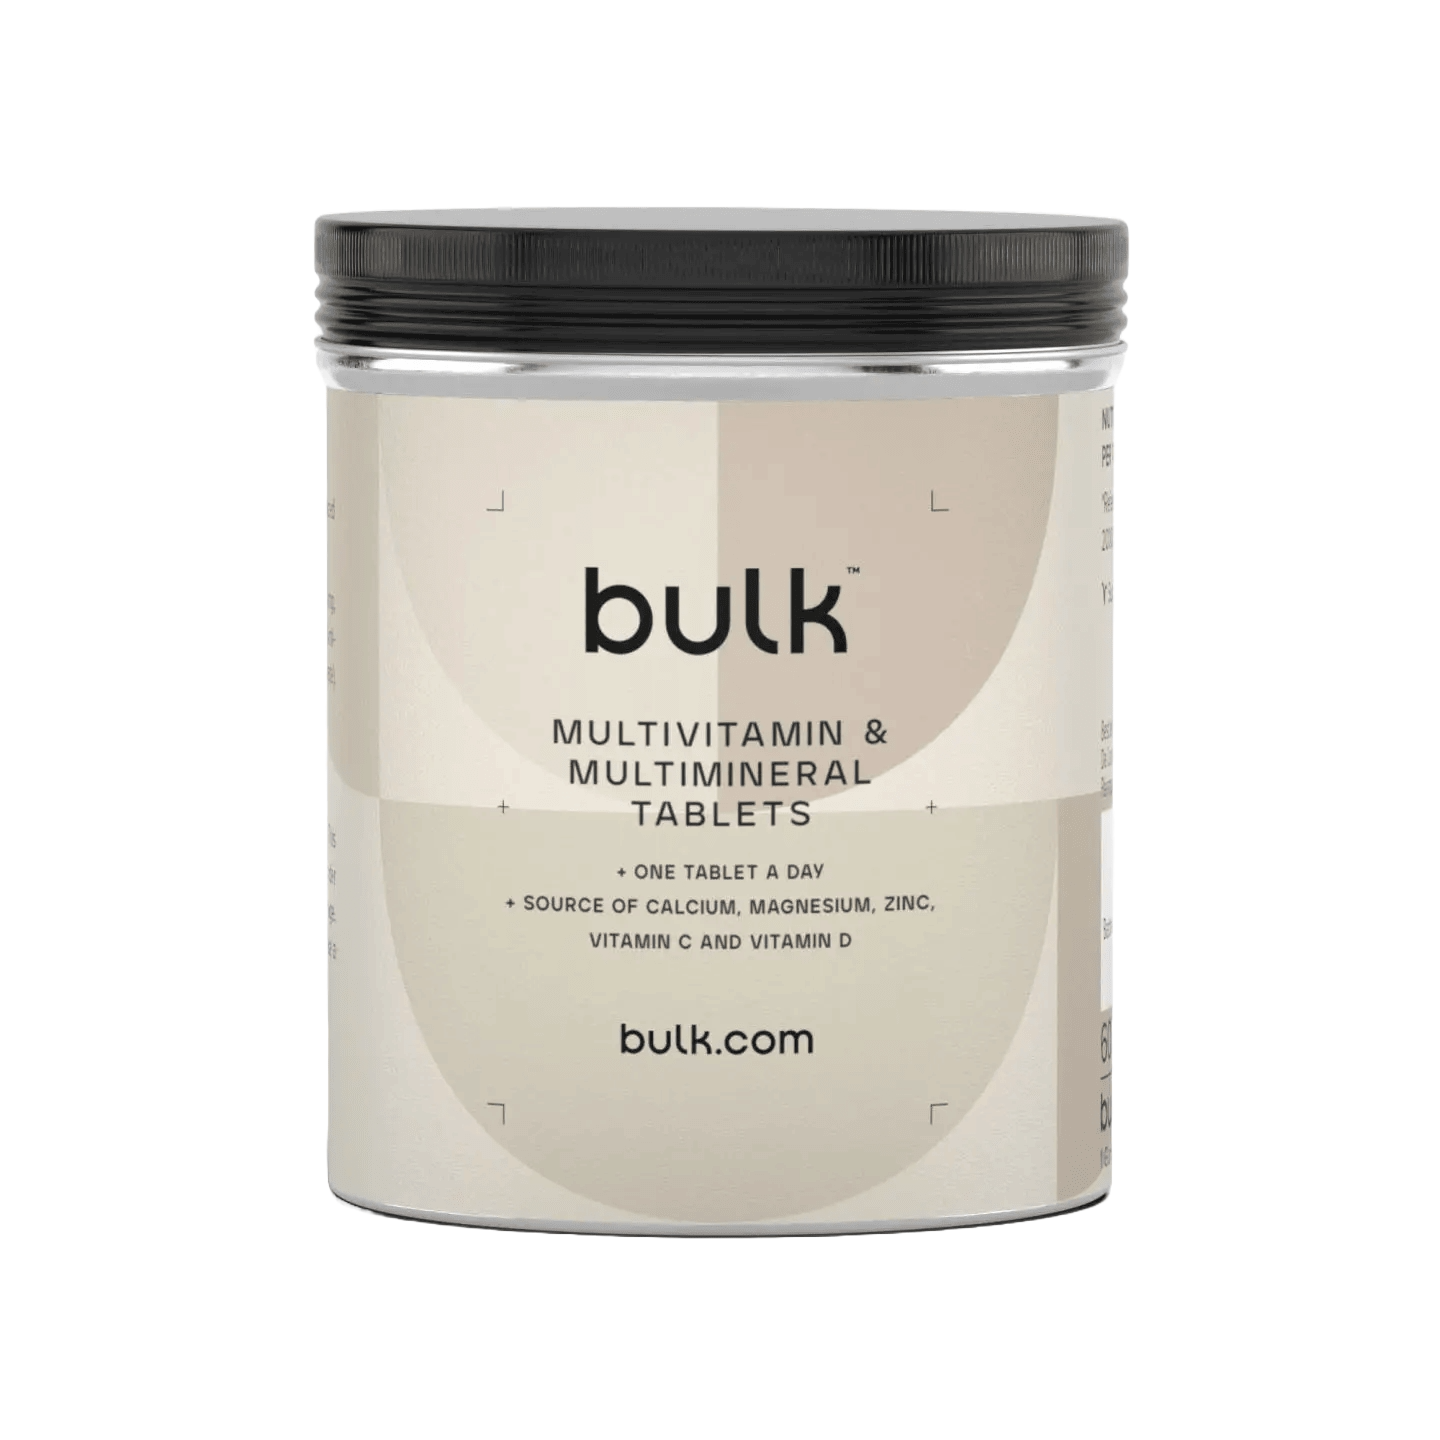 bulk™
MULTIVITAMIN &
MULTIMINERAL
TABLETS
+ ONE TABLET A DAY
+ SOURCE OF CALCIUM, MAGNESIUM, ZINC,
VITAMIN C AND VITAMIN D
bulk.com